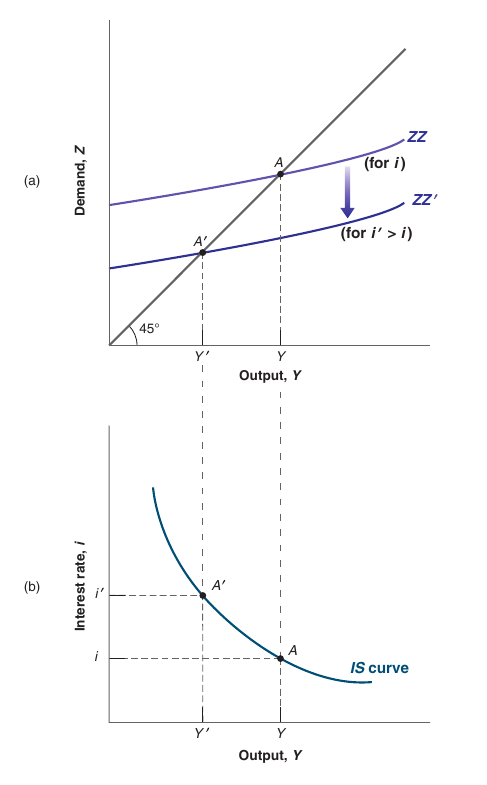 (a)
Demand, Z
ZZ
A
(for i)
ZZ′
(for i′ > i)
A′
45°
Y′
Y
Output, Y
(b)
Interest rate, i
i′
A′
i
A
IS curve
Y′
Y
Output, Y